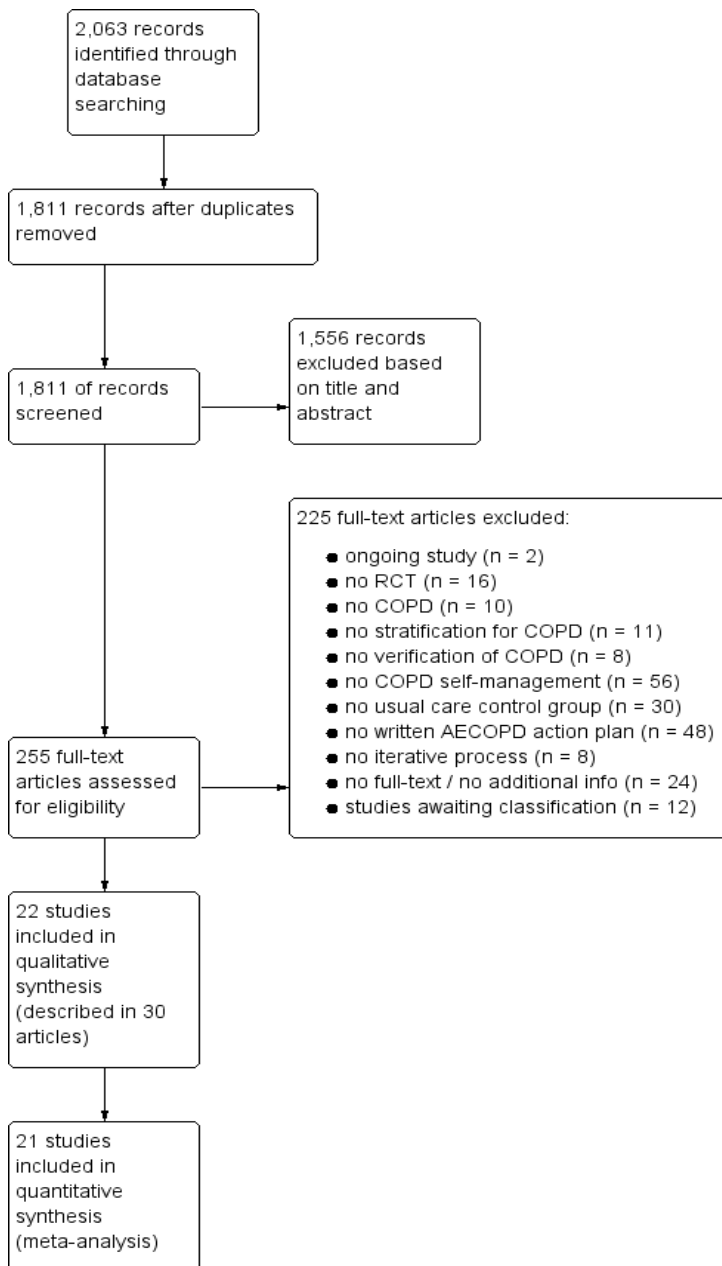 2,063 records
identified through
database
searching
1,811 records after duplicates
removed
1,811 of records
screened
1,556 records
excluded based
on title and
abstract
255 full-text
articles assessed
for eligibility
225 full-text articles excluded:
● ongoing study (n = 2)
● no RCT (n = 16)
● no COPD (n = 10)
● no stratification for COPD (n = 11)
● no verification of COPD (n = 8)
● no COPD self-management (n = 56)
● no usual care control group (n = 30)
● no written AECOPD action plan (n = 48)
● no iterative process (n = 8)
● no full-text / no additional info (n = 24)
● studies awaiting classification (n = 12)
22 studies
included in
qualitative
synthesis
(described in 30
articles)
21 studies
included in
quantitative
synthesis
(meta-analysis)